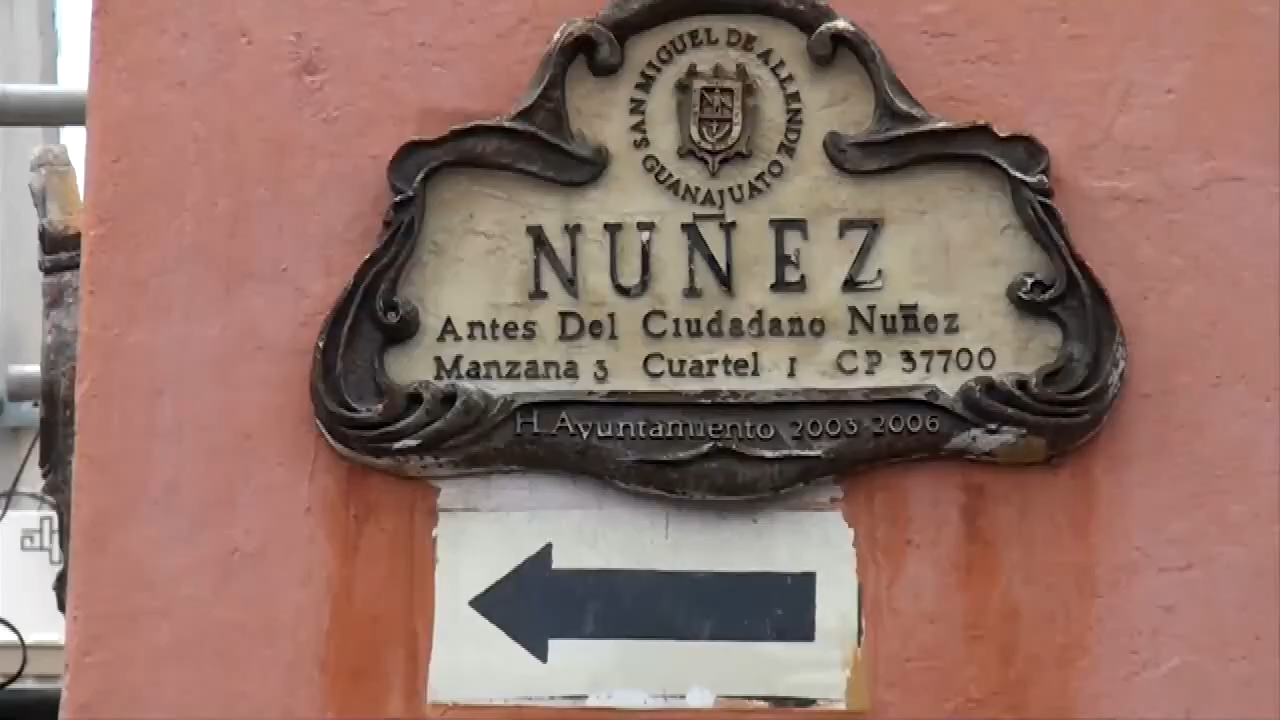 SAN MIGUEL DE ALLENDE
GUANAJUATO
NUÑEZ
Antes Del Ciudadano Nuñez
Manzana 3 Cuartel 1 CP 37700
H. Ayuntamiento 2003-2006